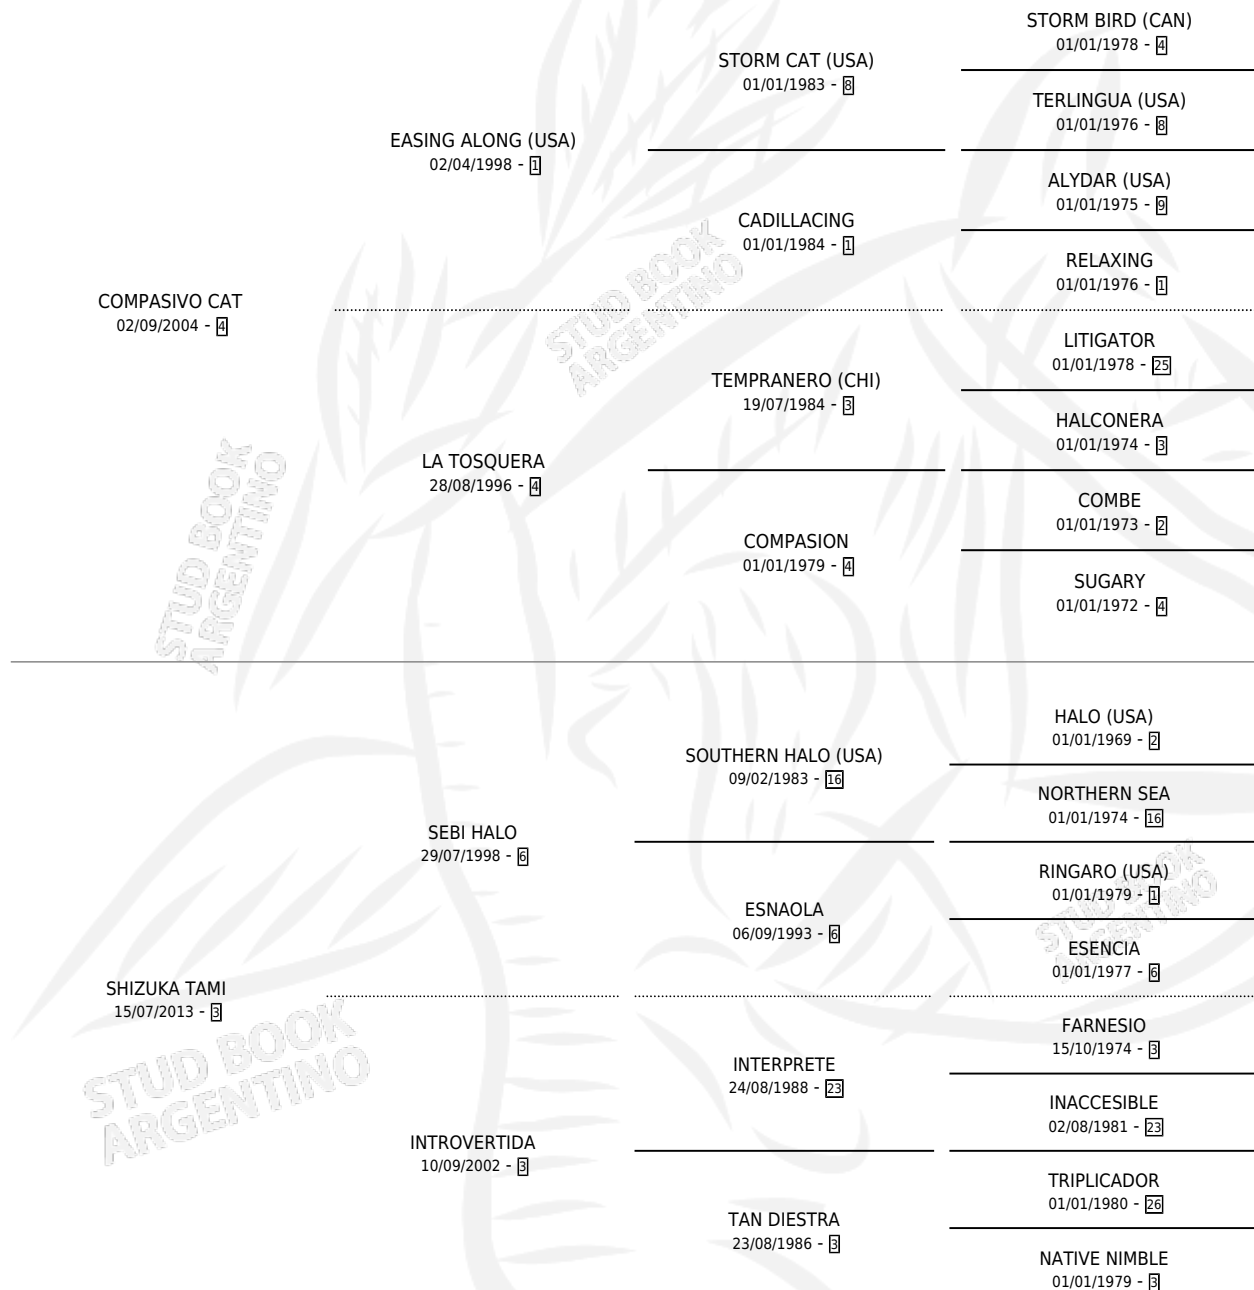 STORM BIRD (CAN)
01/01/1978 - 4
STORM CAT (USA)
01/01/1983 - 8
TERLINGUA (USA)
01/01/1976 - 8
EASING ALONG (USA)
02/04/1998 - 1
ALYDAR (USA)
01/01/1975 - 9
CADILLACING
01/01/1984 - 1
RELAXING
01/01/1976 - 1
COMPASIVO CAT
02/09/2004 - 4
LITIGATOR
01/01/1978 - 25
TEMPRANERO (CHI)
19/07/1984 - 3
HALCONERA
01/01/1974 - 3
LA TOSQUERA
28/08/1996 - 4
COMBE
01/01/1973 - 2
COMPASION
01/01/1979 - 4
SUGARY
01/01/1972 - 4
STUD BOOK
ARGENTINO
STUD BOOK
ARGENTINO
HALO (USA)
01/01/1969 - 2
SOUTHERN HALO (USA)
09/02/1983 - 16
NORTHERN SEA
01/01/1974 - 16
SEBI HALO
29/07/1998 - 6
RINGARO (USA)
01/01/1979 - 1
ESNAOLA
06/09/1993 - 6
ESENCIA
01/01/1977 - 6
SHIZUKA TAMI
15/07/2013 - 3
FARNESIO
15/10/1974 - 3
INTERPRETE
24/08/1988 - 23
INACCESIBLE
02/08/1981 - 23
INTROVERTIDA
10/09/2002 - 3
TRIPLICADOR
01/01/1980 - 26
TAN DIESTRA
23/08/1986 - 3
NATIVE NIMBLE
01/01/1979 - 3
STUD BOOK
ARGENTINO
STUD BOOK
ARGENTINO